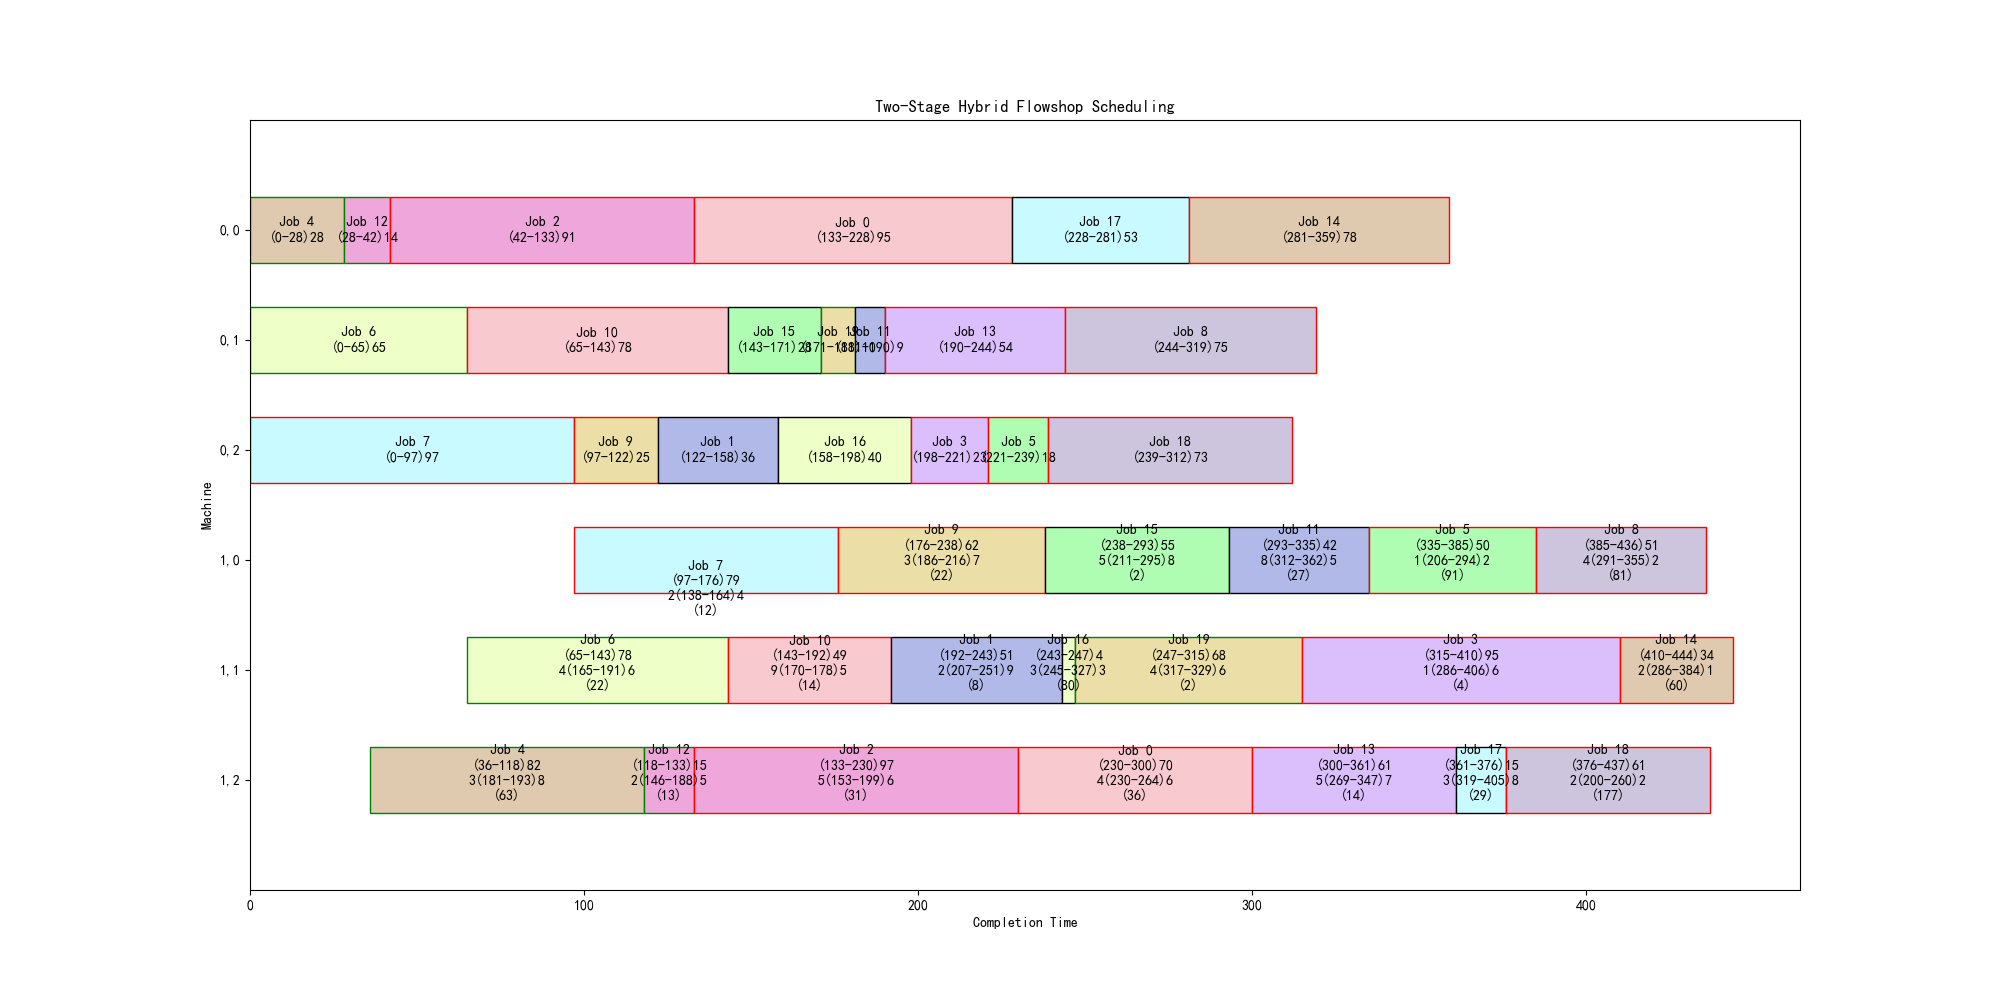 Two-Stage Hybrid Flowshop Scheduling
0,0
Job 4
(0-28)28
Job 12
(28-42)14
Job 2
(42-133)91
Job 0
(133-228)95
Job 17
(228-281)53
Job 14
(281-359)78
0,1
Job 6
(0-65)65
Job 10
(65-143)78
Job 15
(143-171)28
Job 19
(171-181)10
Job 11
(181-190)9
Job 13
(190-244)54
Job 8
(244-319)75
0,2
Job 7
(0-97)97
Job 9
(97-122)25
Job 1
(122-158)36
Job 16
(158-198)40
Job 3
(198-221)23
Job 5
(221-239)18
Job 18
(239-312)73
Machine
1,0
Job 7
(97-176)79
2(138-164)4
(12)
Job 9
(176-238)62
3(186-216)7
(22)
Job 15
(238-293)55
5(211-295)8
(2)
Job 11
(293-335)42
8(312-362)5
(27)
Job 5
(335-385)50
1(206-294)2
(91)
Job 8
(385-436)51
4(291-355)2
(81)
1,1
Job 6
(65-143)78
4(165-191)6
(22)
Job 10
(143-192)49
9(170-178)5
(14)
Job 1
(192-243)51
2(207-251)9
(8)
Job 16
(243-247)4
3(245-327)3
(80)
Job 19
(247-315)68
4(317-329)6
(2)
Job 3
(315-410)95
1(286-406)6
(4)
Job 14
(410-444)34
2(286-384)1
(60)
1,2
Job 4
(36-118)82
3(181-193)8
(63)
Job 12
(118-133)15
2(146-188)5
(13)
Job 2
(133-230)97
5(153-199)6
(31)
Job 0
(230-300)70
4(230-264)6
(36)
Job 13
(300-361)61
5(269-347)7
(14)
Job 17
(361-376)15
3(319-405)8
(29)
Job 18
(376-437)61
2(200-260)2
(177)
0
100
200
300
400
Completion Time